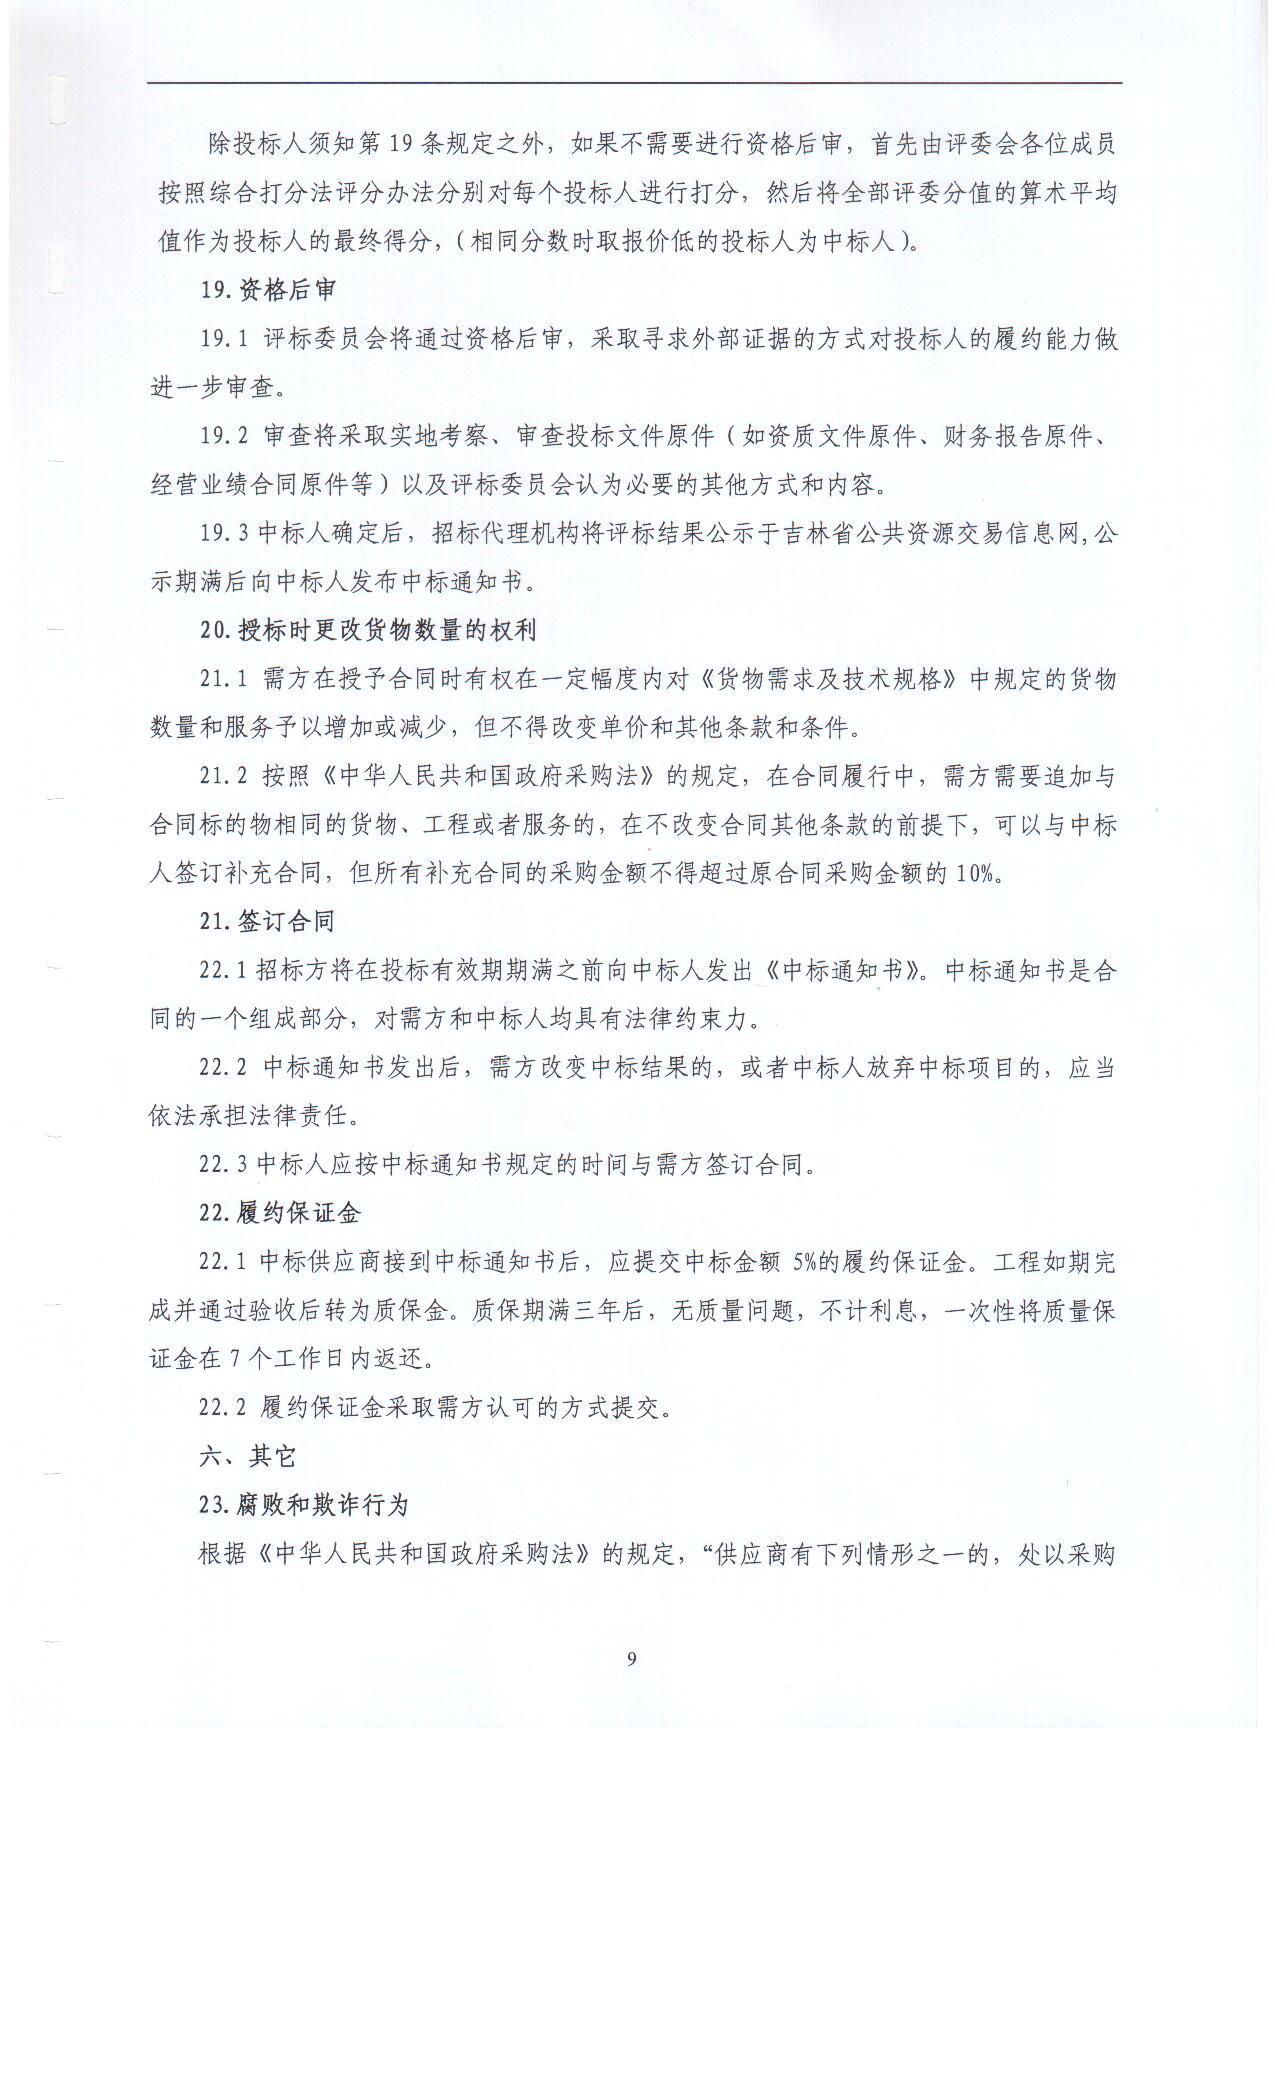 除投标人须知第 19 条规定之外，如果不需要进行资格后审，首先由评委会各位成员
按照综合打分法评分办法分别对每个投标人进行打分，然后将全部评委分值的算术平均
值作为投标人的最终得分，（相同分数时取报价低的投标人为中标人）。
19.资格后审
19.1 评标委员会将通过资格后审，采取寻求外部证据的方式对投标人的履约能力做
进一步审查。
19.2 审查将采取实地考察、审查投标文件原件（如资质文件原件、财务报告原件、
经营业绩合同原件等）以及评标委员会认为必要的其他方式和内容。
19.3中标人确定后，招标代理机构将评标结果公示于吉林省公共资源交易信息网,公
示期满后向中标人发布中标通知书。
20.授标时更改货物数量的权利
21.1 需方在授予合同时有权在一定幅度内对《货物需求及技术规格》中规定的货物
数量和服务予以增加或减少，但不得改变单价和其他条款和条件。
21.2 按照《中华人民共和国政府采购法》的规定，在合同履行中，需方需要追加与
合同标的物相同的货物、工程或者服务的，在不改变合同其他条款的前提下，可以与中标
人签订补充合同，但所有补充合同的采购金额不得超过原合同采购金额的 10%。
21.签订合同
22.1招标方将在投标有效期期满之前向中标人发出《中标通知书》。中标通知书是合
同的一个组成部分，对需方和中标人均具有法律约束力。
22.2 中标通知书发出后，需方改变中标结果的，或者中标人放弃中标项目的，应当
依法承担法律责任。
22.3中标人应按中标通知书规定的时间与需方签订合同。
22.履约保证金
22.1 中标供应商接到中标通知书后，应提交中标金额 5%的履约保证金。工程如期完
成并通过验收后转为质保金。质保期满三年后，无质量问题，不计利息，一次性将质量保
证金在 7 个工作日内返还。
22.2 履约保证金采取需方认可的方式提交。
六、其它
23.腐败和欺诈行为
根据《中华人民共和国政府采购法》的规定，“供应商有下列情形之一的，处以采购
9